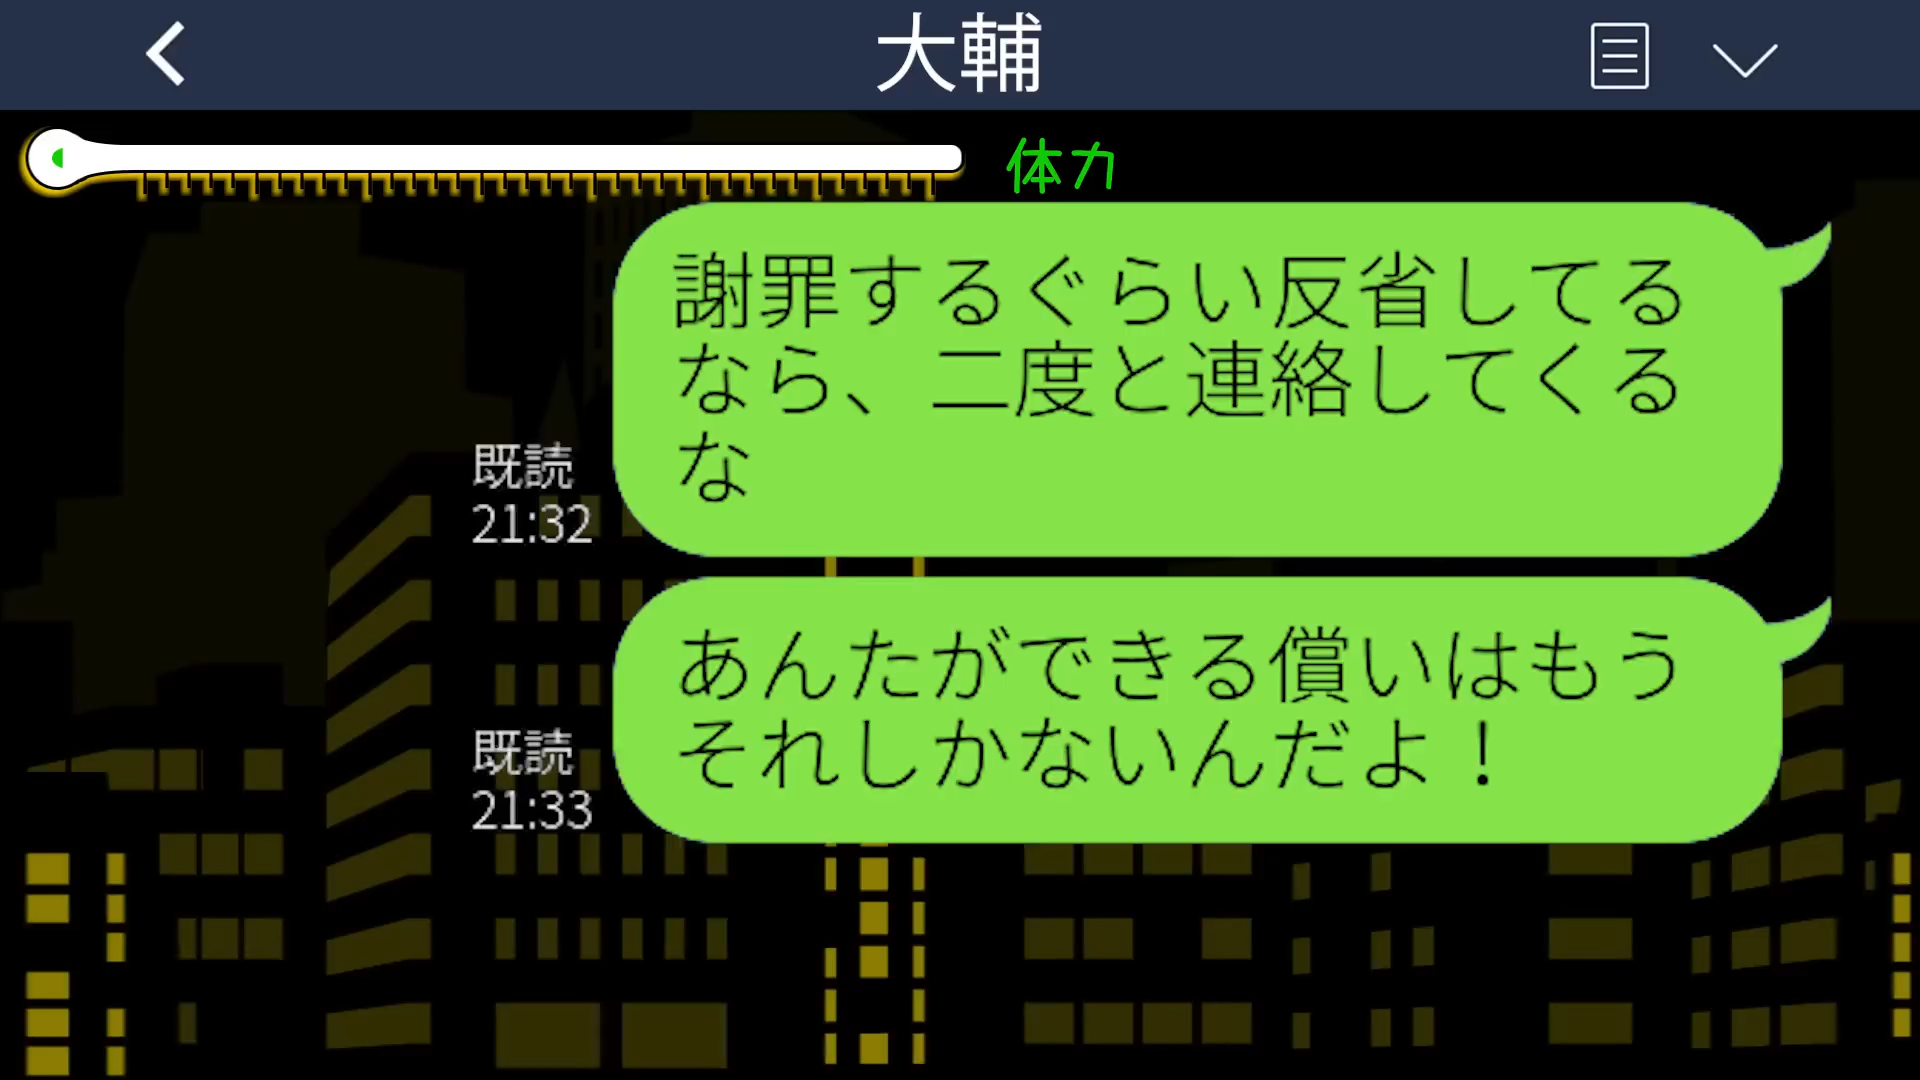 大輔
体力
謝罪するぐらい反省してる
なら、二度と連絡してくる
な
既読
21:32
あんたができる償いはもう
それしかないんだよ！
既読
21:33